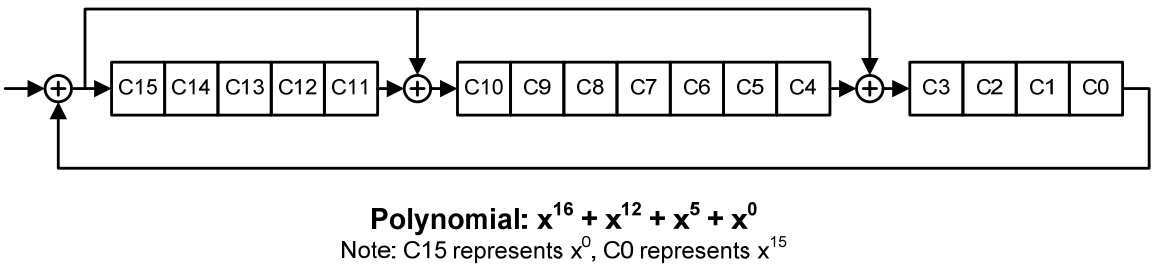 C15 C14 C13 C12 C11 C10 C9 C8 C7 C6 C5 C4 C3 C2 C1 C0
Polynomial: x¹⁶ + x¹² + x⁵ + x⁰
Note: C15 represents x⁰, C0 represents x¹⁵